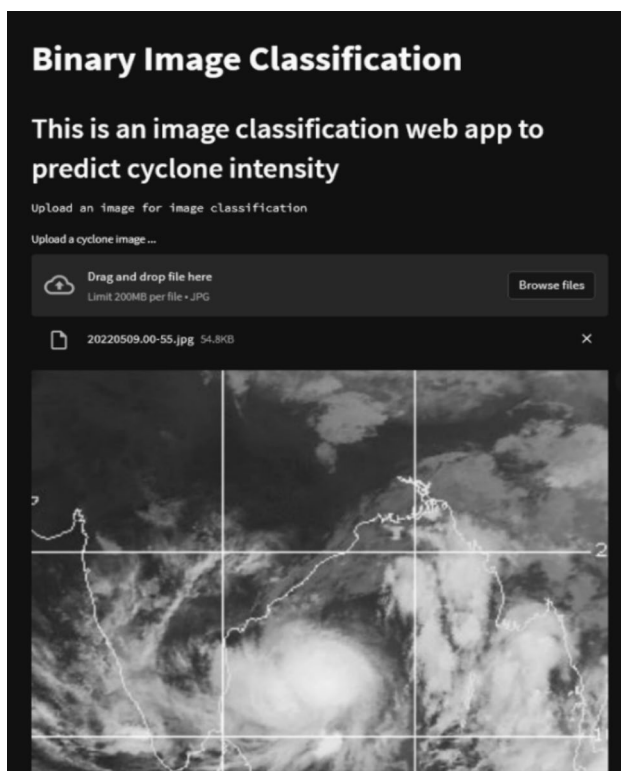 Binary Image Classification
This is an image classification web app to
predict cyclone intensity
Upload an image for image classification
Upload a cyclone image ...
Drag and drop file here
Limit 200MB per file • JPG
Browse files
20220509.00-55.jpg 54.8KB
2
1